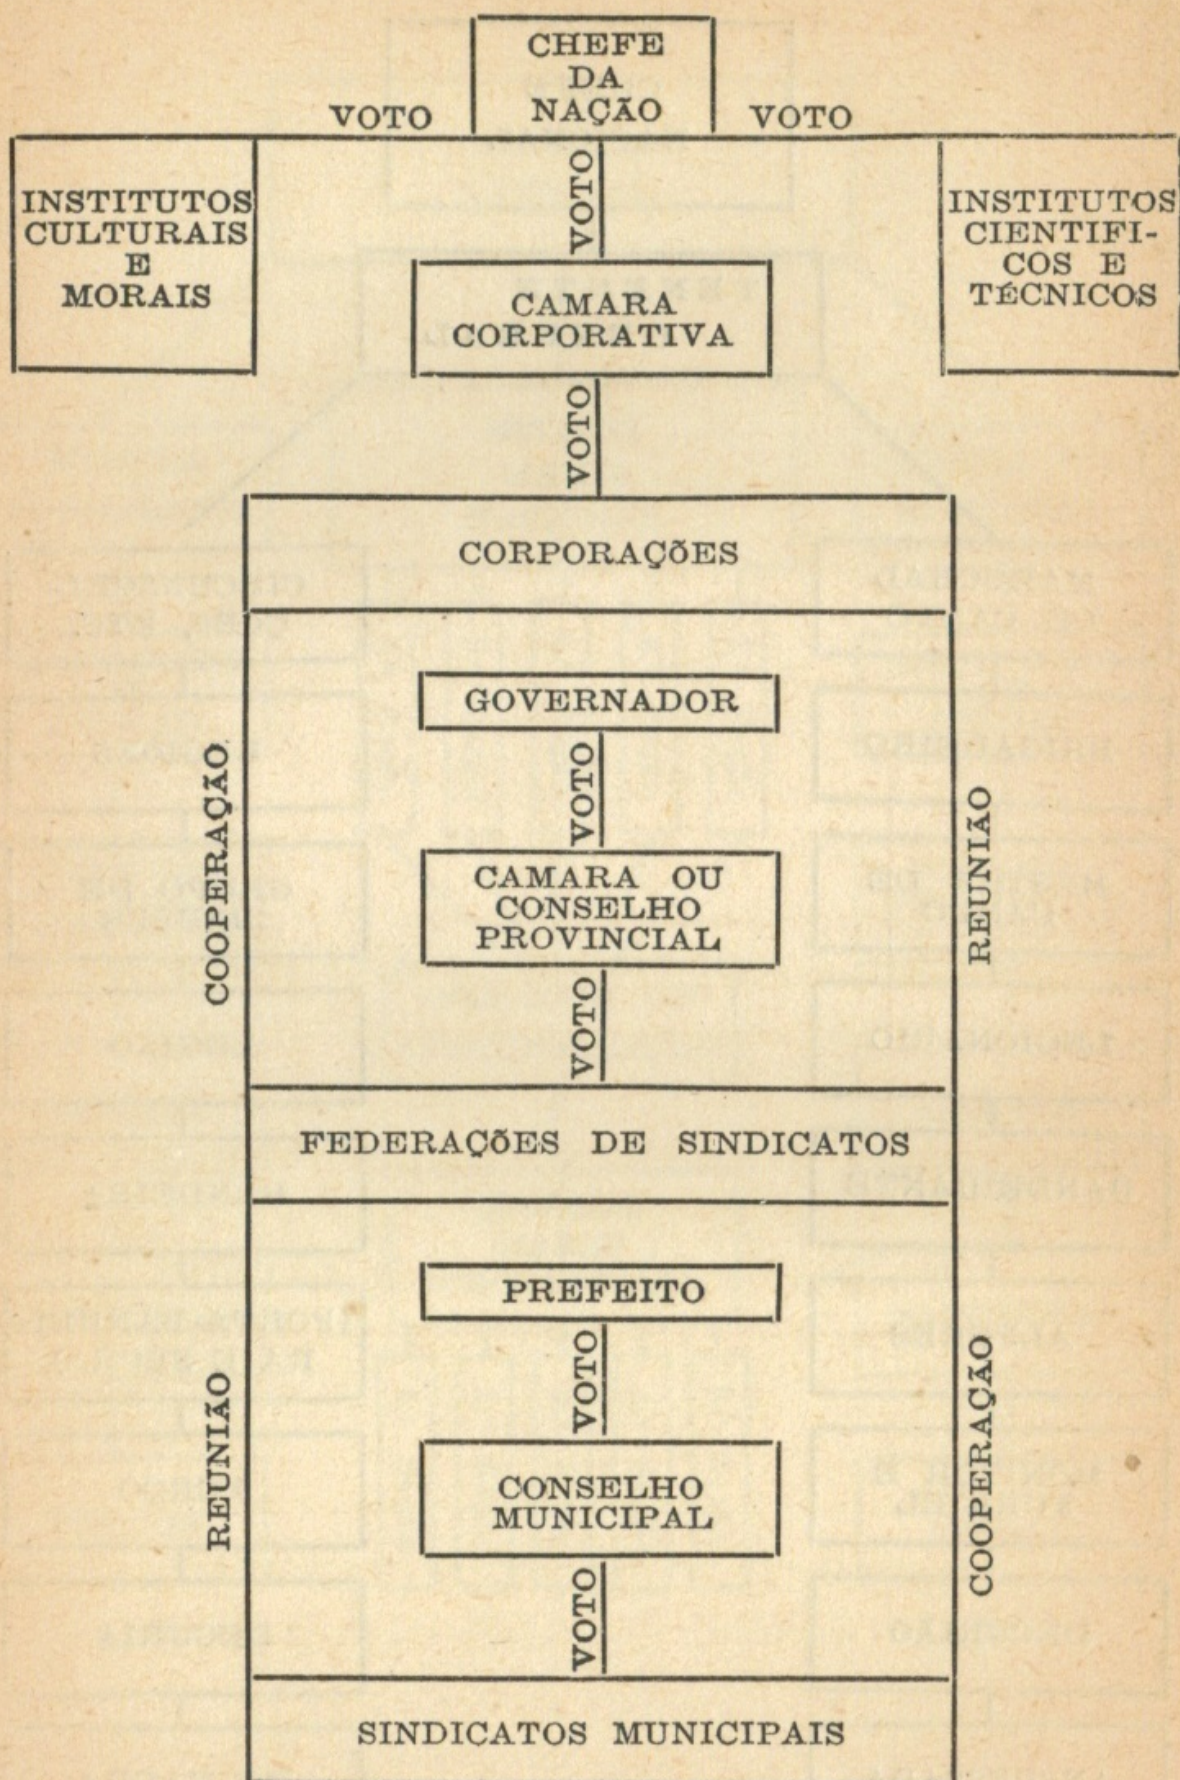 CHEFE
DA
NAÇÃO
VOTO
VOTO
INSTITUTOS
CULTURAIS
E
MORAIS
VOTO
INSTITUTOS
CIENTIFI-
COS E
TÉCNICOS
CAMARA
CORPORATIVA
VOTO
CORPORAÇÕES
GOVERNADOR
VOTO
COOPERAÇÃO
REUNIÃO
CAMARA OU
CONSELHO
PROVINCIAL
VOTO
FEDERAÇÕES DE SINDICATOS
PREFEITO
VOTO
REUNIÃO
COOPERAÇÃO
CONSELHO
MUNICIPAL
VOTO
SINDICATOS MUNICIPAIS